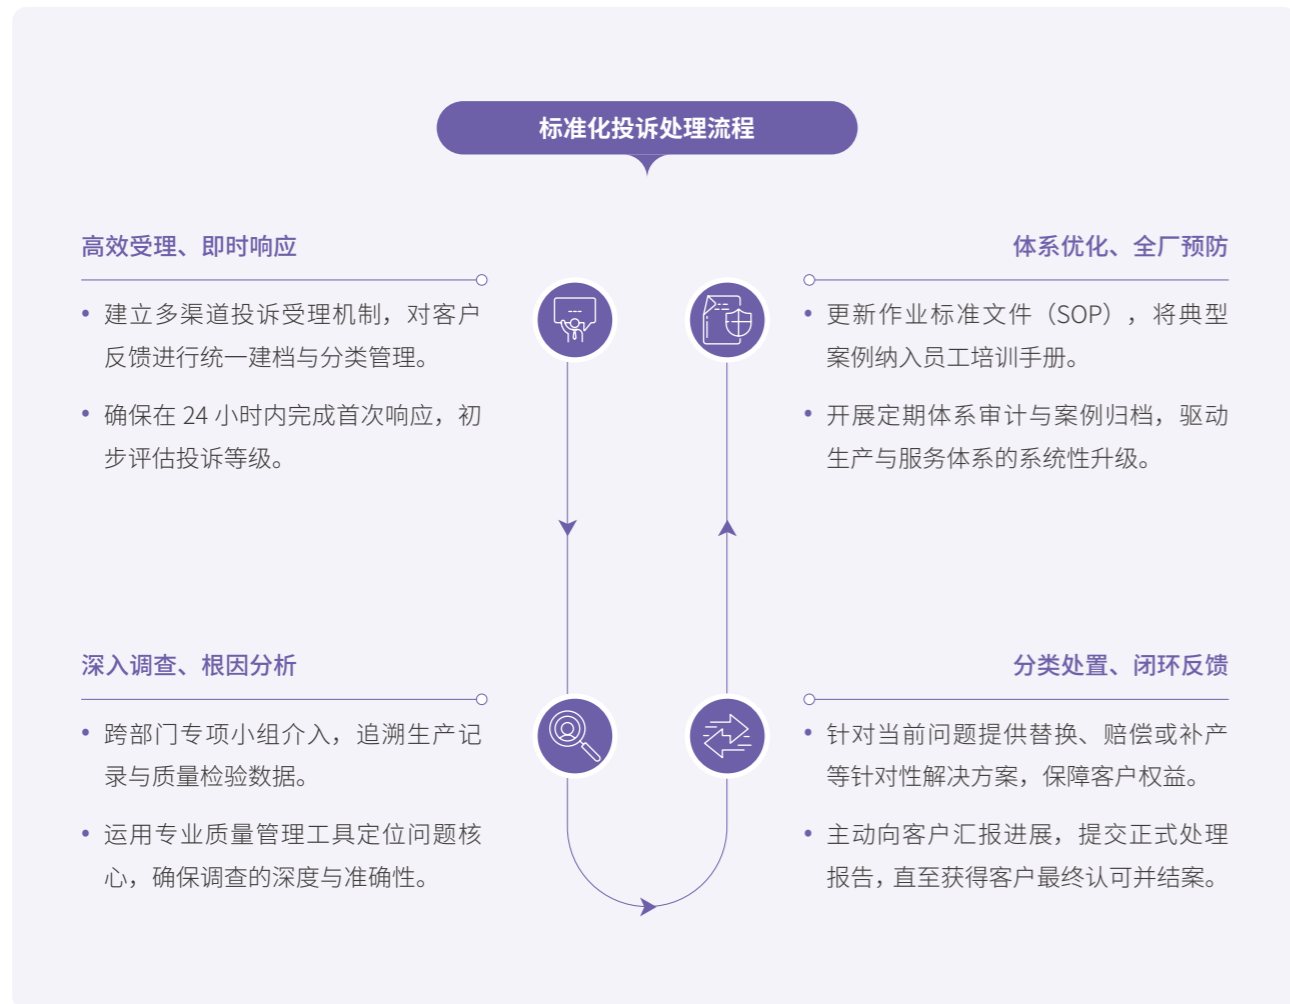 标准化投诉处理流程
高效受理、即时响应
• 建立多渠道投诉受理机制，对客户
反馈进行统一建档与分类管理。
• 确保在 24 小时内完成首次响应，初
步评估投诉等级。
深入调查、根因分析
• 跨部门专项小组介入，追溯生产记
录与质量检验数据。
• 运用专业质量管理工具定位问题核
心，确保调查的深度与准确性。
分类处置、闭环反馈
• 针对当前问题提供替换、赔偿或补产
等针对性解决方案，保障客户权益。
• 主动向客户汇报进展，提交正式处理
报告，直至获得客户最终认可并结案。
体系优化、全厂预防
• 更新作业标准文件（SOP），将典型
案例纳入员工培训手册。
• 开展定期体系审计与案例归档，驱动
生产与服务体系的系统性升级。